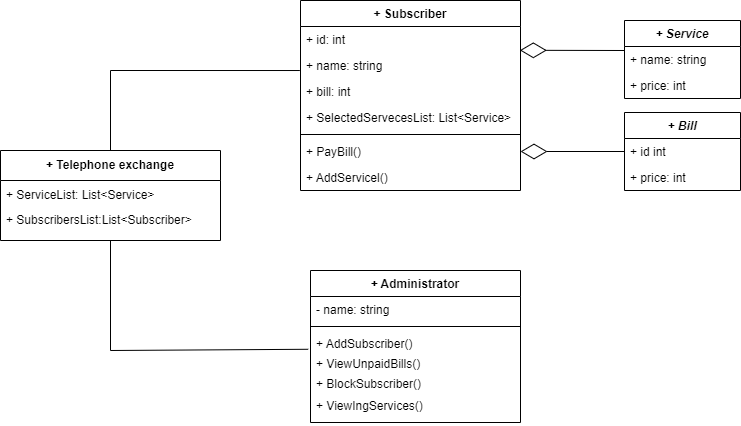 + Subscriber
+ id: int
+ name: string
+ bill: int
+ SelectedServecesList: List<Service>
+ PayBill()
+ AddServiceI()
+ Service
+ name: string
+ price: int
+ Bill
+ id int
+ price: int
+ Telephone exchange
+ ServiceList: List<Service>
+ SubscribersList:List<Subscriber>
+ Administrator
- name: string
+ AddSubscriber()
+ ViewUnpaidBills()
+ BlockSubscriber()
+ ViewIngServices()